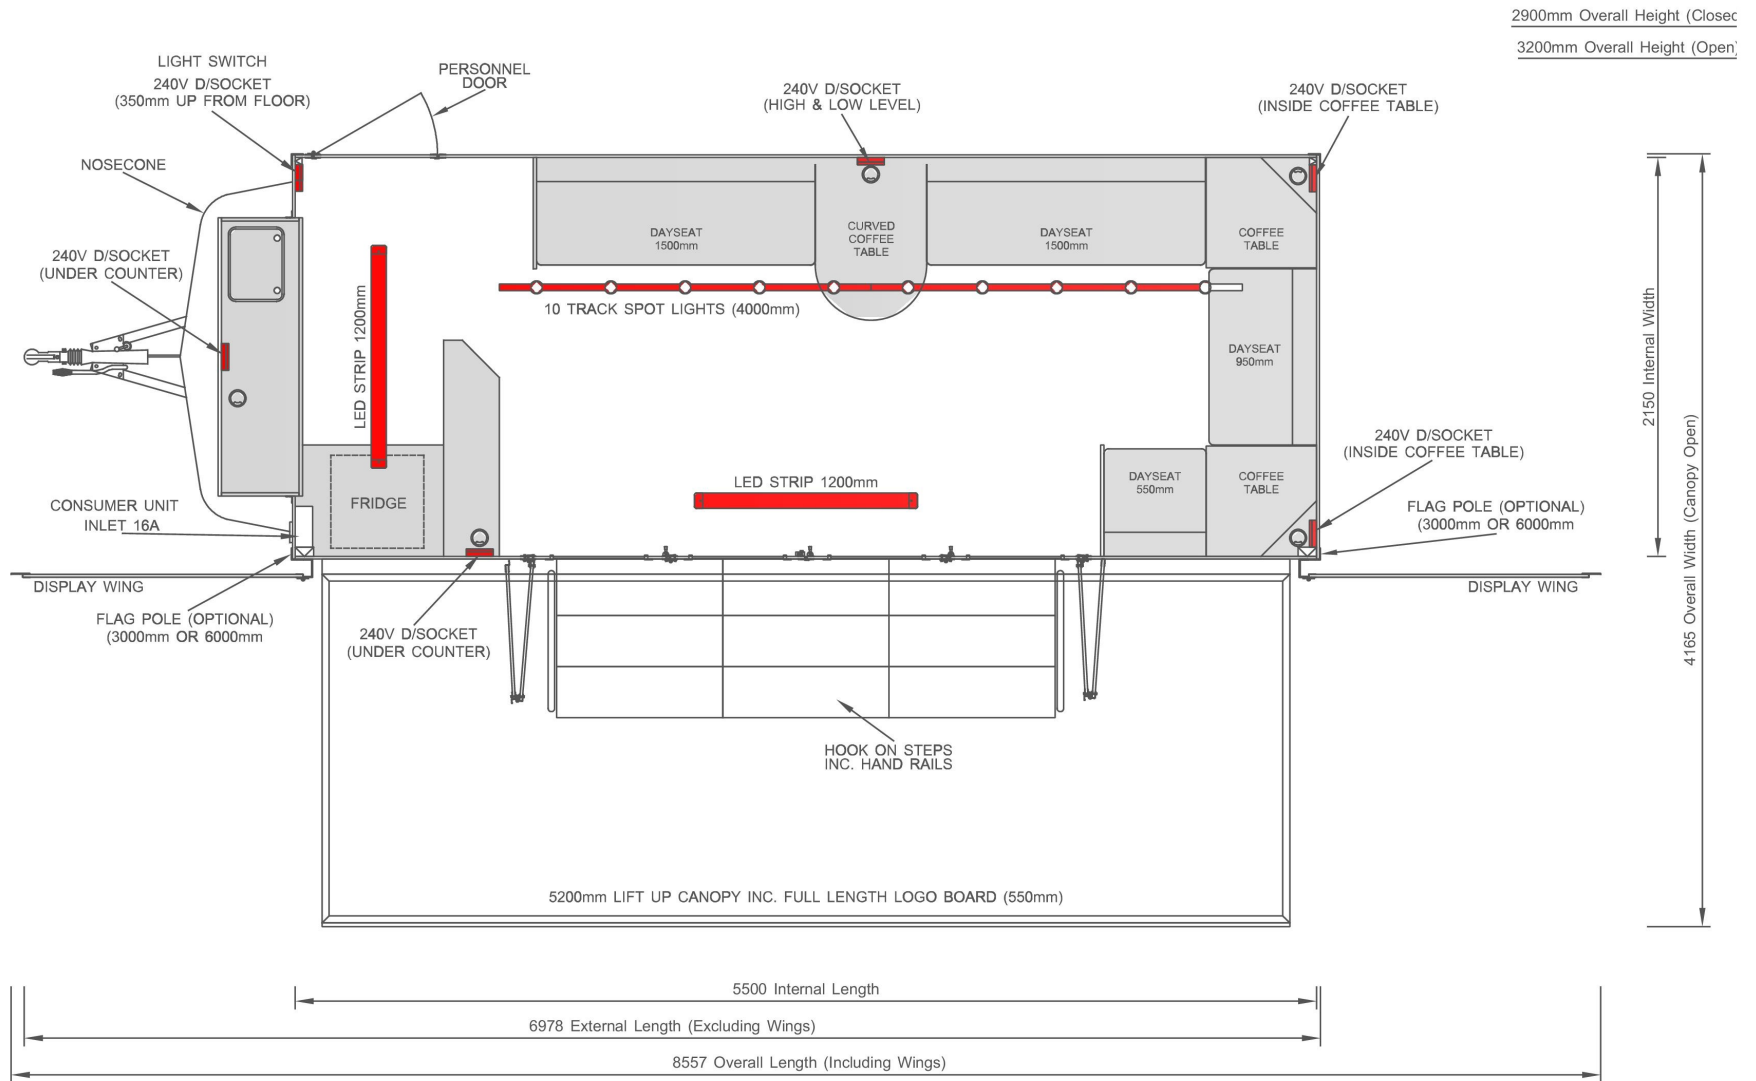 2900mm Overall Height (Closed
3200mm Overall Height (Open)
LIGHT SWITCH
240V D/SOCKET
(350mm UP FROM FLOOR)
PERSONNEL
DOOR
240V D/SOCKET
(HIGH & LOW LEVEL)
240V D/SOCKET
(INSIDE COFFEE TABLE)
NOSECONE
240V D/SOCKET
(UNDER COUNTER)
DAYSEAT
1500mm
CURVED
COFFEE
TABLE
DAYSEAT
1500mm
COFFEE
TABLE
LED STRIP 1200mm
10 TRACK SPOT LIGHTS (4000mm)
DAYSEAT
950mm
2150 Internal Width
4165 Overall Width (Canopy Open)
240V D/SOCKET
(INSIDE COFFEE TABLE)
LED STRIP 1200mm
DAYSEAT
550mm
COFFEE
TABLE
FRIDGE
CONSUMER UNIT
INLET 16A
FLAG POLE (OPTIONAL)
(3000mm OR 6000mm
DISPLAY WING
DISPLAY WING
FLAG POLE (OPTIONAL)
(3000mm OR 6000mm
240V D/SOCKET
(UNDER COUNTER)
HOOK ON STEPS
INC. HAND RAILS
5200mm LIFT UP CANOPY INC. FULL LENGTH LOGO BOARD (550mm)
5500 Internal Length
6978 External Length (Excluding Wings)
8557 Overall Length (Including Wings)